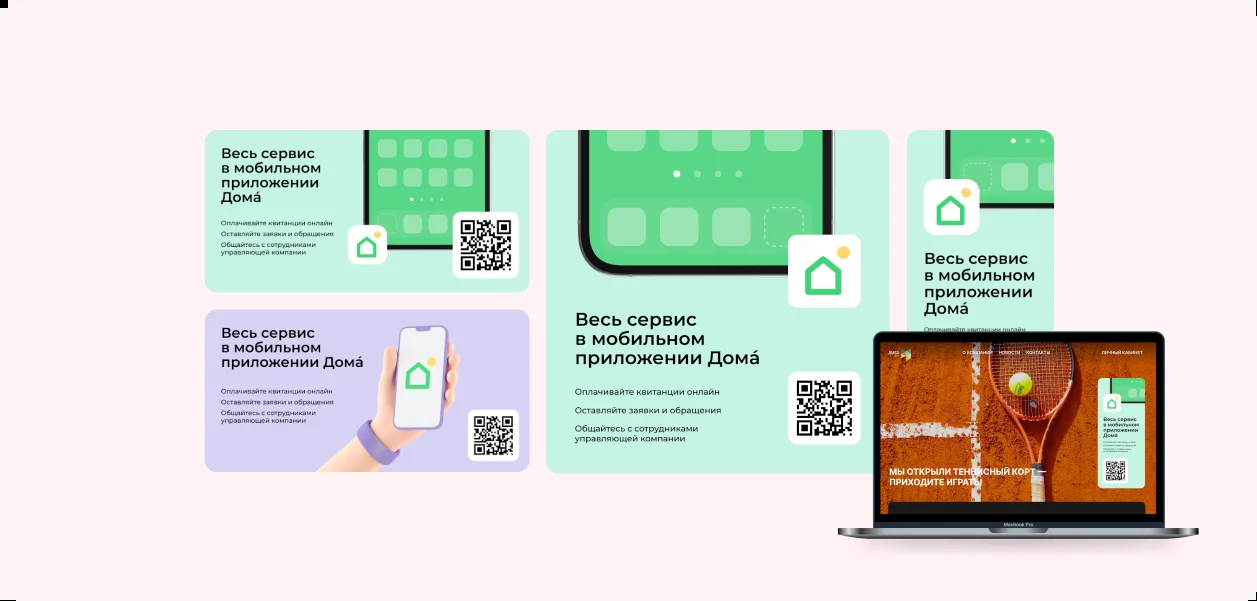 Весь сервис
в мобильном
приложении
Дома́
Оплачивайте квитанции онлайн
Оставляйте заявки и обращения
Общайтесь с сотрудниками
управляющей компании
Весь сервис
в мобильном
приложении Дома́
Оплачивайте квитанции онлайн
Оставляйте заявки и обращения
Общайтесь с сотрудниками
управляющей компании
Весь сервис
в мобильном
приложении Дома́
Оплачивайте квитанции онлайн
Оставляйте заявки и обращения
Общайтесь с сотрудниками
управляющей компании
Весь сервис
в мобильном
приложении
Дома́
Оплачивайте квитанции онлайн
О КОМПАНИИ НОВОСТИ КОНТАКТЫ ЛИЧНЫЙ КАБИНЕТ
Весь сервис
в мобильном
приложении
Дома́
МЫ ОТКРЫЛИ ТЕННИСНЫЙ КОРТ —
ПРИХОДИТЕ ИГРАТЬ!
Macbook Pro